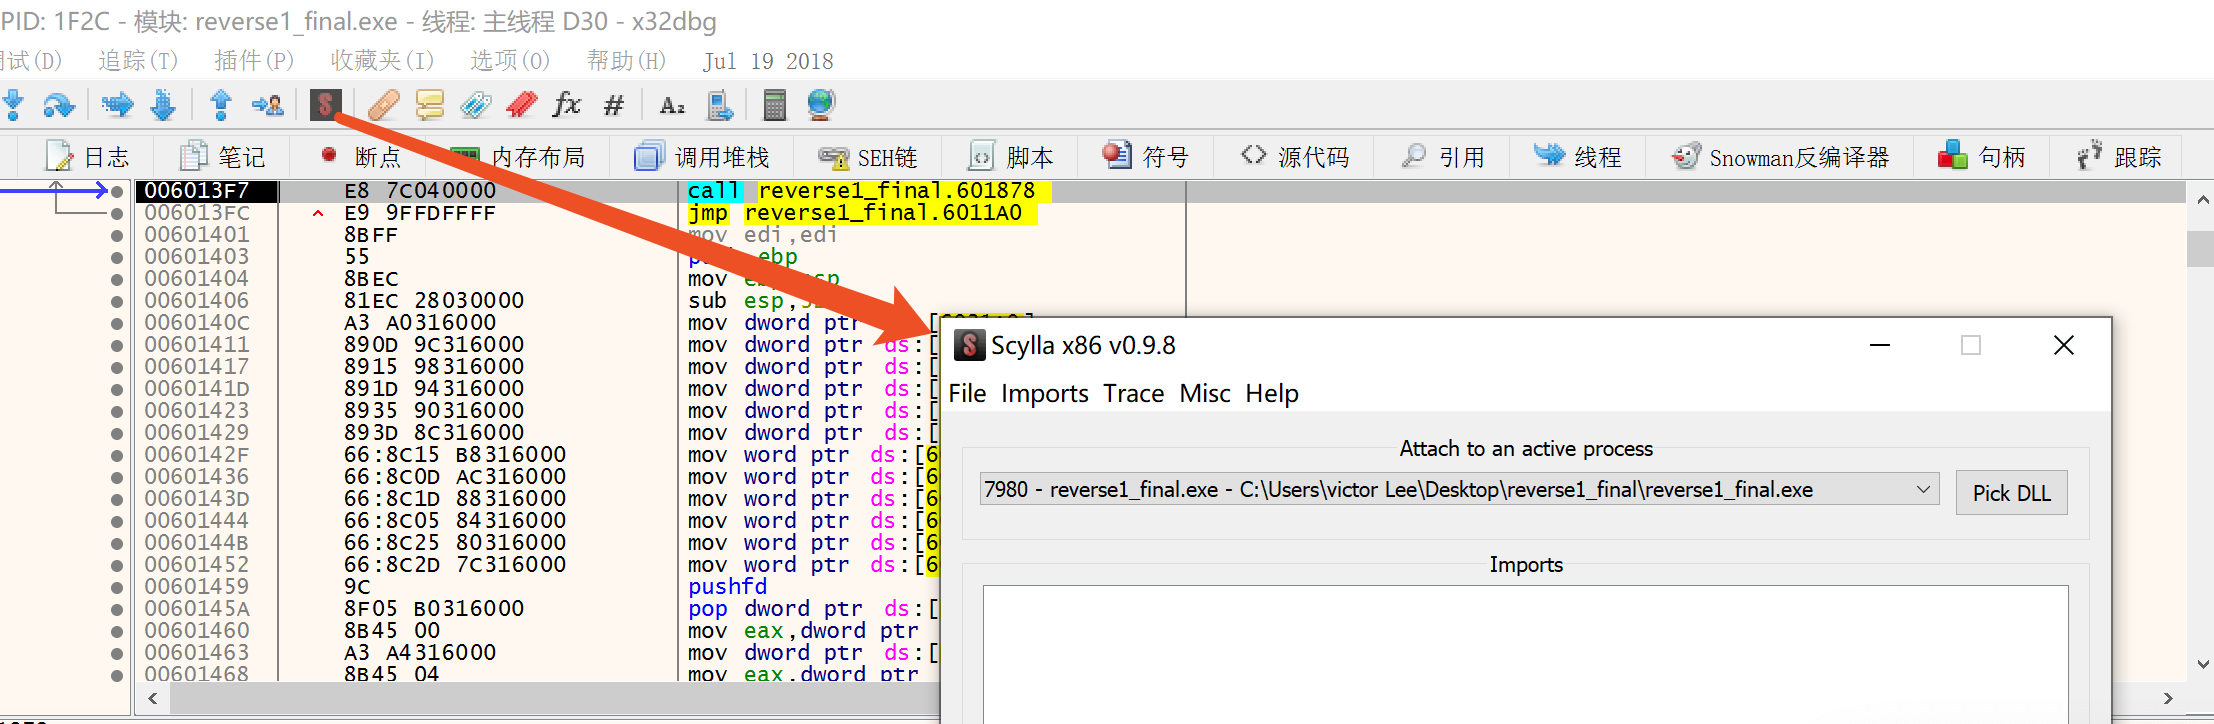 PID: 1F2C - 模块: reverse1_final.exe - 线程: 主线程 D30 - x32dbg
试(D) 追踪(T) 插件(P) 收藏夹(I) 选项(O) 帮助(H) Jul 19 2018
S fx # Az
日志 笔记 断点 内存布局 调用堆栈 SEH链 脚本 符号 源代码 引用 线程 Snowman反编译器 句柄 跟踪
006013F7 E8 7C040000 call reverse1_final.601878
006013FC E9 9FFDFFFF jmp reverse1_final.6011A0
00601401 8BFF mov edi,edi
00601403 55 ebp
00601404 8BEC mov
00601406 81EC 28030000 sub esp,
0060140C A3 A0316000 mov dword ptr [
00601411 890D 9C316000 mov dword ptr ds:[
00601417 8915 98316000 mov dword ptr ds:[
0060141D 891D 94316000 mov dword ptr ds:[
00601423 8935 90316000 mov dword ptr ds:[
00601429 893D 8C316000 mov dword ptr ds:[
0060142F 66:8C15 B8316000 mov word ptr ds:[6
00601436 66:8C0D AC316000 mov word ptr ds:[6
0060143D 66:8C1D 88316000 mov word ptr ds:[6
00601444 66:8C05 84316000 mov word ptr ds:[6
0060144B 66:8C25 80316000 mov word ptr ds:[6
00601452 66:8C2D 7C316000 mov word ptr ds:[6
00601459 9C pushfd
0060145A 8F05 B0316000 pop dword ptr ds:[
00601460 8B45 00 mov eax,dword ptr
00601463 A3 A4316000 mov dword ptr ds:[
00601468 8B45 04 mov eax,dword ptr
S Scylla x86 v0.9.8
File Imports Trace Misc Help
Attach to an active process
7980 - reverse1_final.exe - C:\Users\victor Lee\Desktop\reverse1_final\reverse1_final.exe Pick DLL
Imports